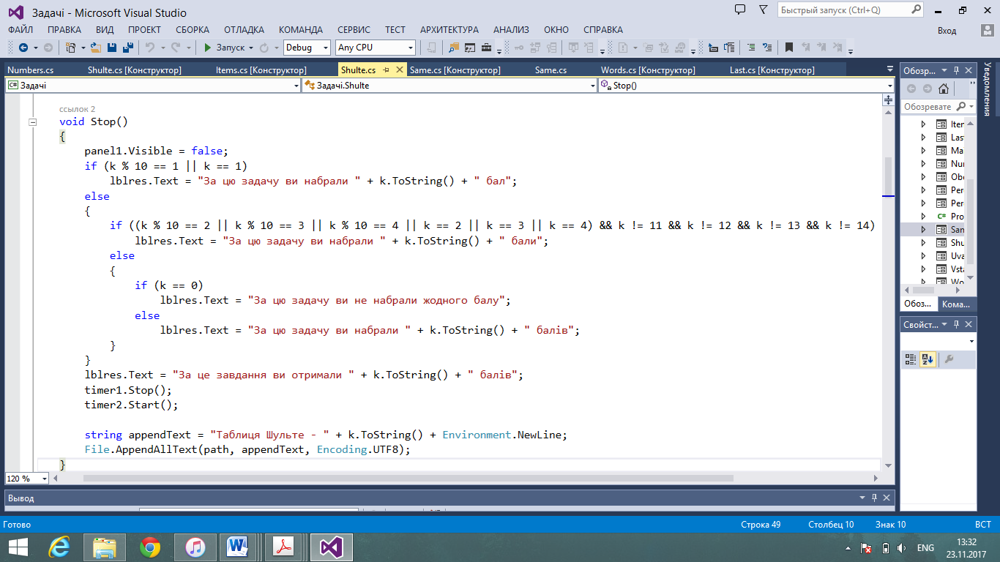 Задачі - Microsoft Visual Studio
Быстрый запуск (Ctrl+Q)
ФАЙЛ ПРАВКА ВИД ПРОЕКТ СБОРКА ОТЛАДКА КОМАНДА СЕРВИС ТЕСТ АРХИТЕКТУРА АНАЛИЗ ОКНО СПРАВКА Вход
Запуск Debug Any CPU
Numbers.cs Shulte.cs [Конструктор] Items.cs [Конструктор] Shulte.cs Same.cs [Конструктор] Same.cs Words.cs [Конструктор] Last.cs [Конструктор]
C# Задачі Задачі.Shulte Stop()
ссылок 2
void Stop()
{
panel1.Visible = false;
if (k % 10 == 1 || k == 1)
lblres.Text = "За цю задачу ви набрали " + k.ToString() + " бал";
else
{
if ((k % 10 == 2 || k % 10 == 3 || k % 10 == 4 || k == 2 || k == 3 || k == 4) && k != 11 && k != 12 && k != 13 && k != 14)
lblres.Text = "За цю задачу ви набрали " + k.ToString() + " бали";
else
{
if (k == 0)
lblres.Text = "За цю задачу ви не набрали жодного балу";
else
lblres.Text = "За цю задачу ви набрали " + k.ToString() + " балів";
}
}
lblres.Text = "За це завдання ви отримали " + k.ToString() + " балів";
timer1.Stop();
timer2.Start();
string appendText = "Таблиця Шульте - " + k.ToString() + Environment.NewLine;
File.AppendAllText(path, appendText, Encoding.UTF8);
}
120 %
Вывод
Обозр...
Обозревате
Iter
Las
Ma
Nur
Obe
Per
Per
C# Pro
San
Shu
Uva
Vsta
Wo
Обоз... Кома...
Свойст...
Уведомления
Готово Строка 49 Столбец 10 Знак 10 ВСТ
ENG 13:32
23.11.2017